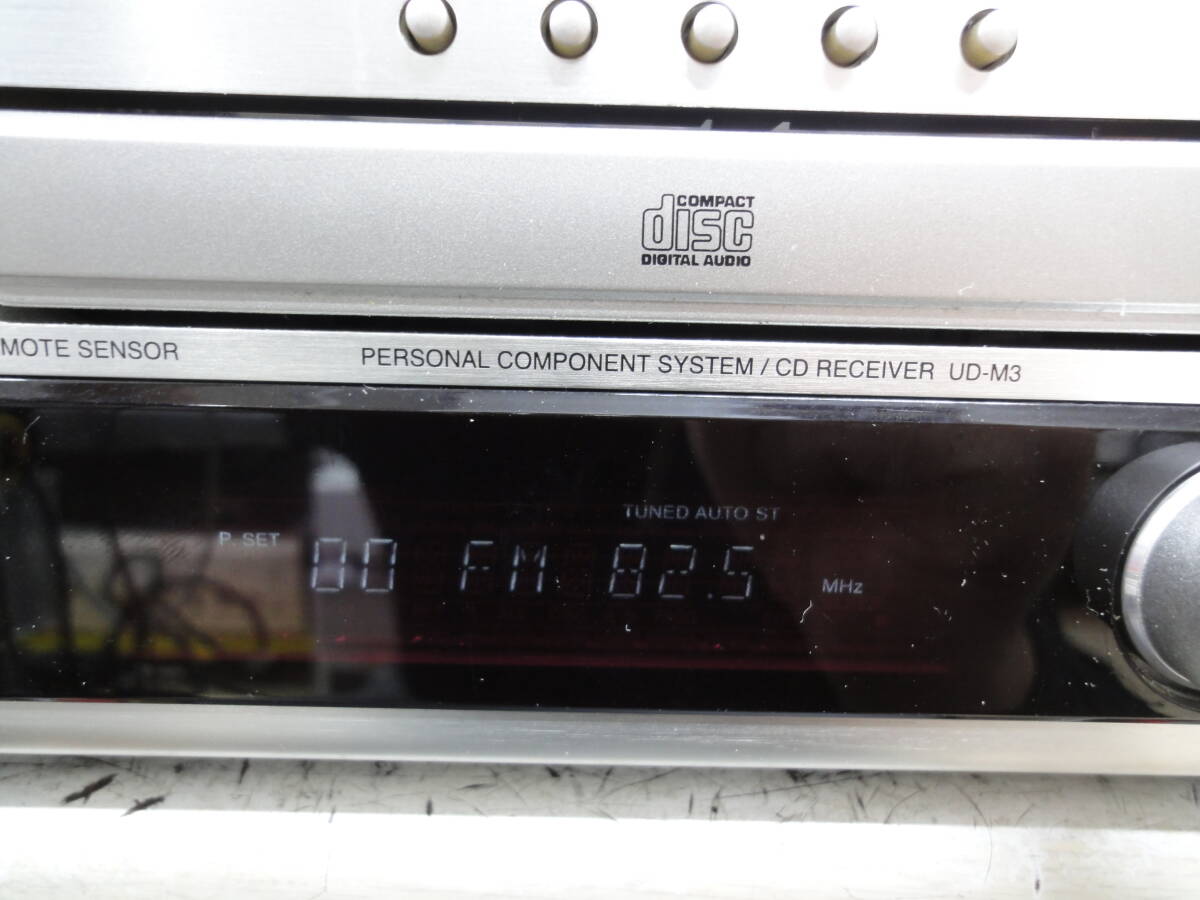 COMPACT
disc
DIGITAL AUDIO
MOTE SENSOR
PERSONAL COMPONENT SYSTEM / CD RECEIVER UD-M3
TUNED AUTO ST
P. SET 00 FM 82.5 MHz